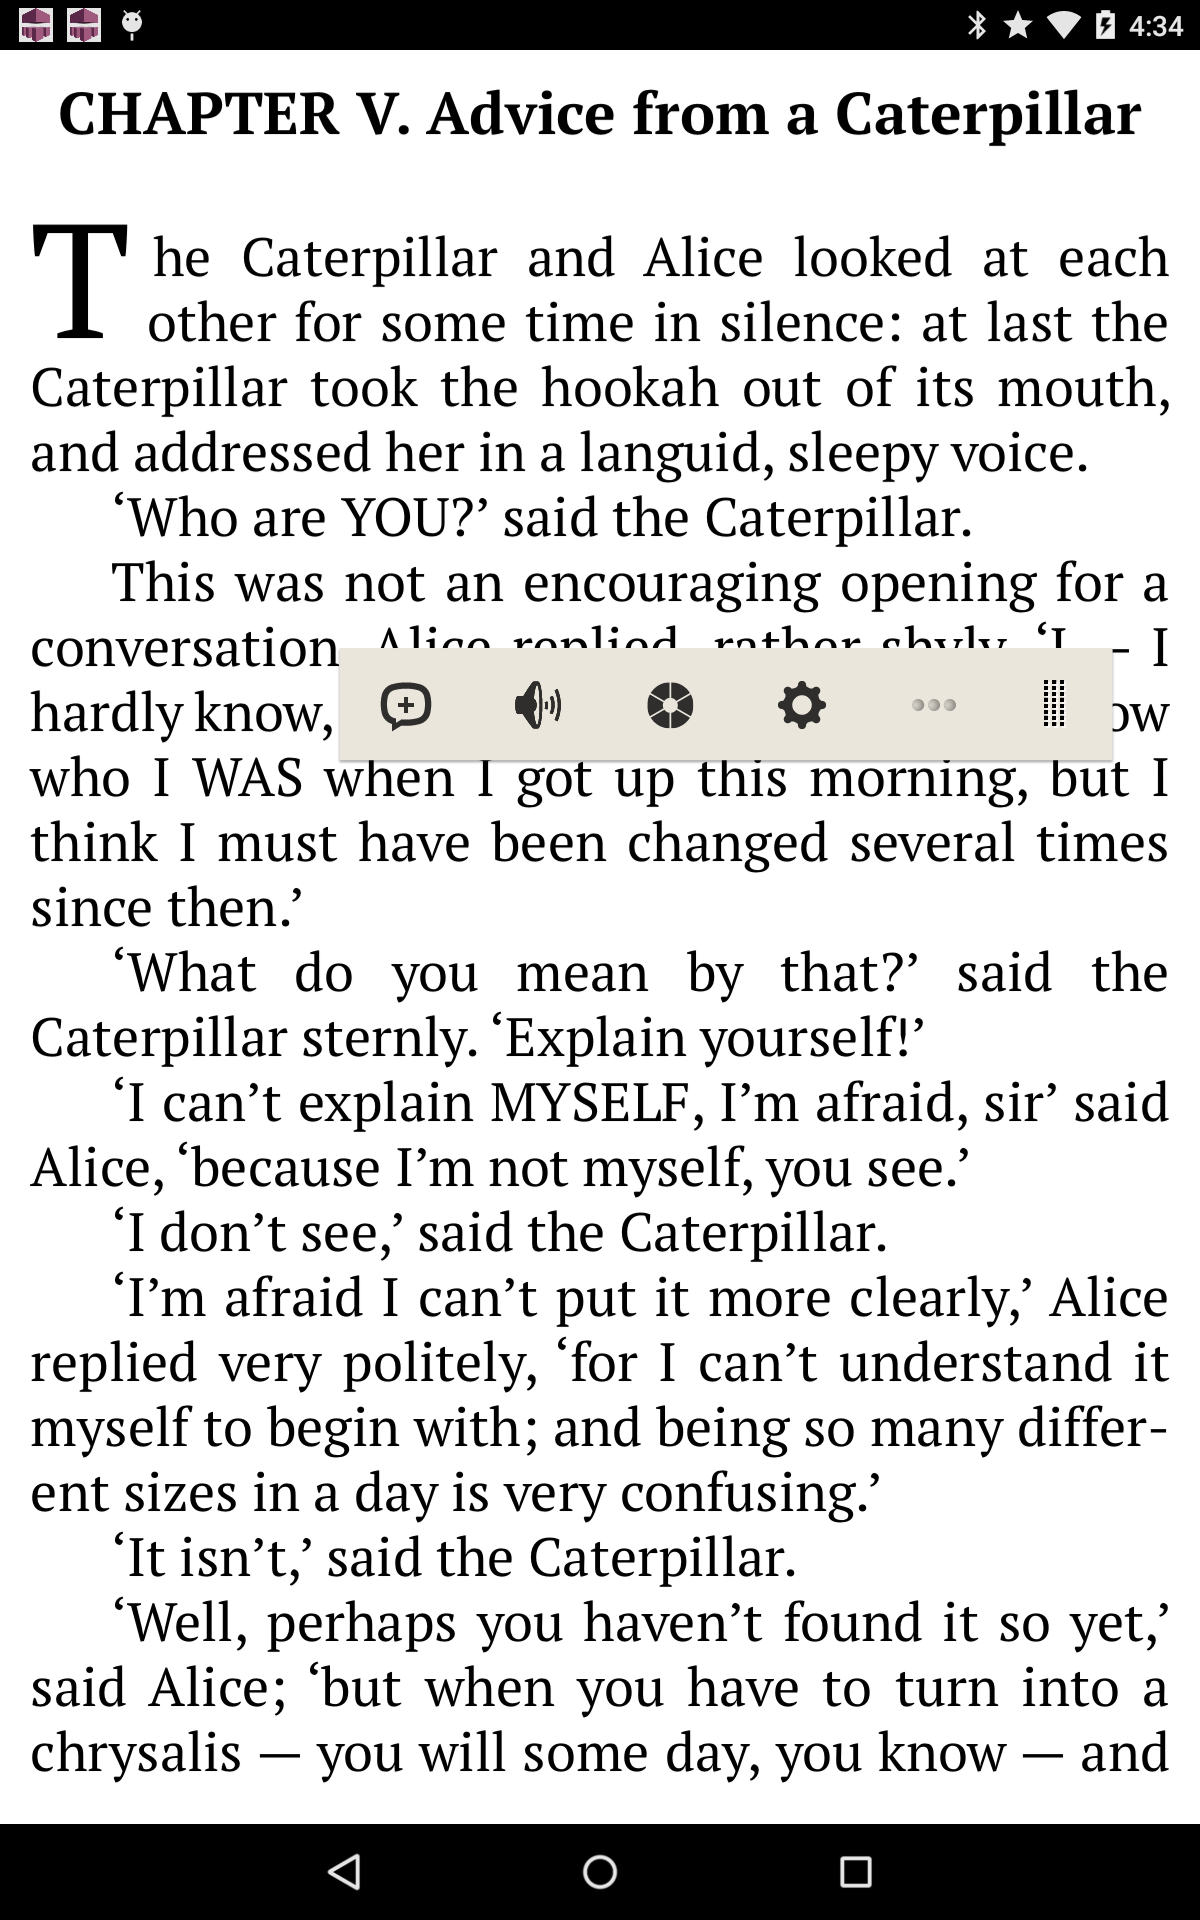 4:34
CHAPTER V. Advice from a Caterpillar
The Caterpillar and Alice looked at each
other for some time in silence: at last the
Caterpillar took the hookah out of its mouth,
and addressed her in a languid, sleepy voice.
‘Who are YOU?’ said the Caterpillar.
This was not an encouraging opening for a
conversation. Alice replied, rather shyly, ‘I — I
hardly know,
who I WAS when I got up this morning, but I
think I must have been changed several times
since then.’
‘What do you mean by that?’ said the
Caterpillar sternly. ‘Explain yourself!’
‘I can’t explain MYSELF, I’m afraid, sir’ said
Alice, ‘because I’m not myself, you see.’
‘I don’t see,’ said the Caterpillar.
‘I’m afraid I can’t put it more clearly,’ Alice
replied very politely, ‘for I can’t understand it
myself to begin with; and being so many differ-
ent sizes in a day is very confusing.’
‘It isn’t,’ said the Caterpillar.
‘Well, perhaps you haven’t found it so yet,’
said Alice; ‘but when you have to turn into a
chrysalis — you will some day, you know — and